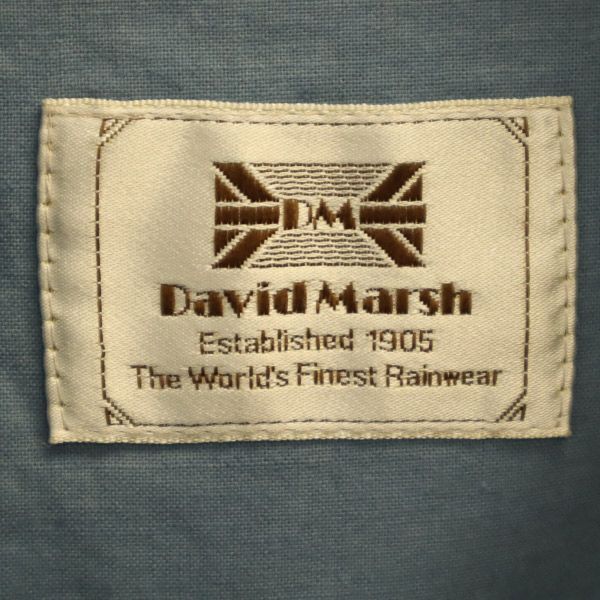 DM
David Marsh
Established 1905
The World's Finest Rainwear